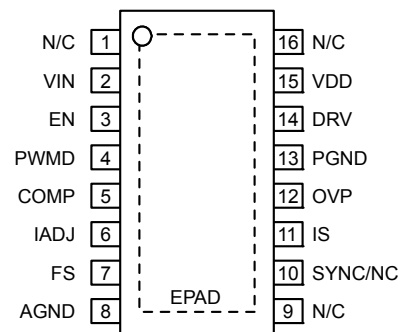 N/C 1 16 N/C
VIN 2 15 VDD
EN 3 14 DRV
PWMD 4 13 PGND
COMP 5 12 OVP
IADJ 6 11 IS
FS 7 10 SYNC/NC
AGND 8 EPAD 9 N/C